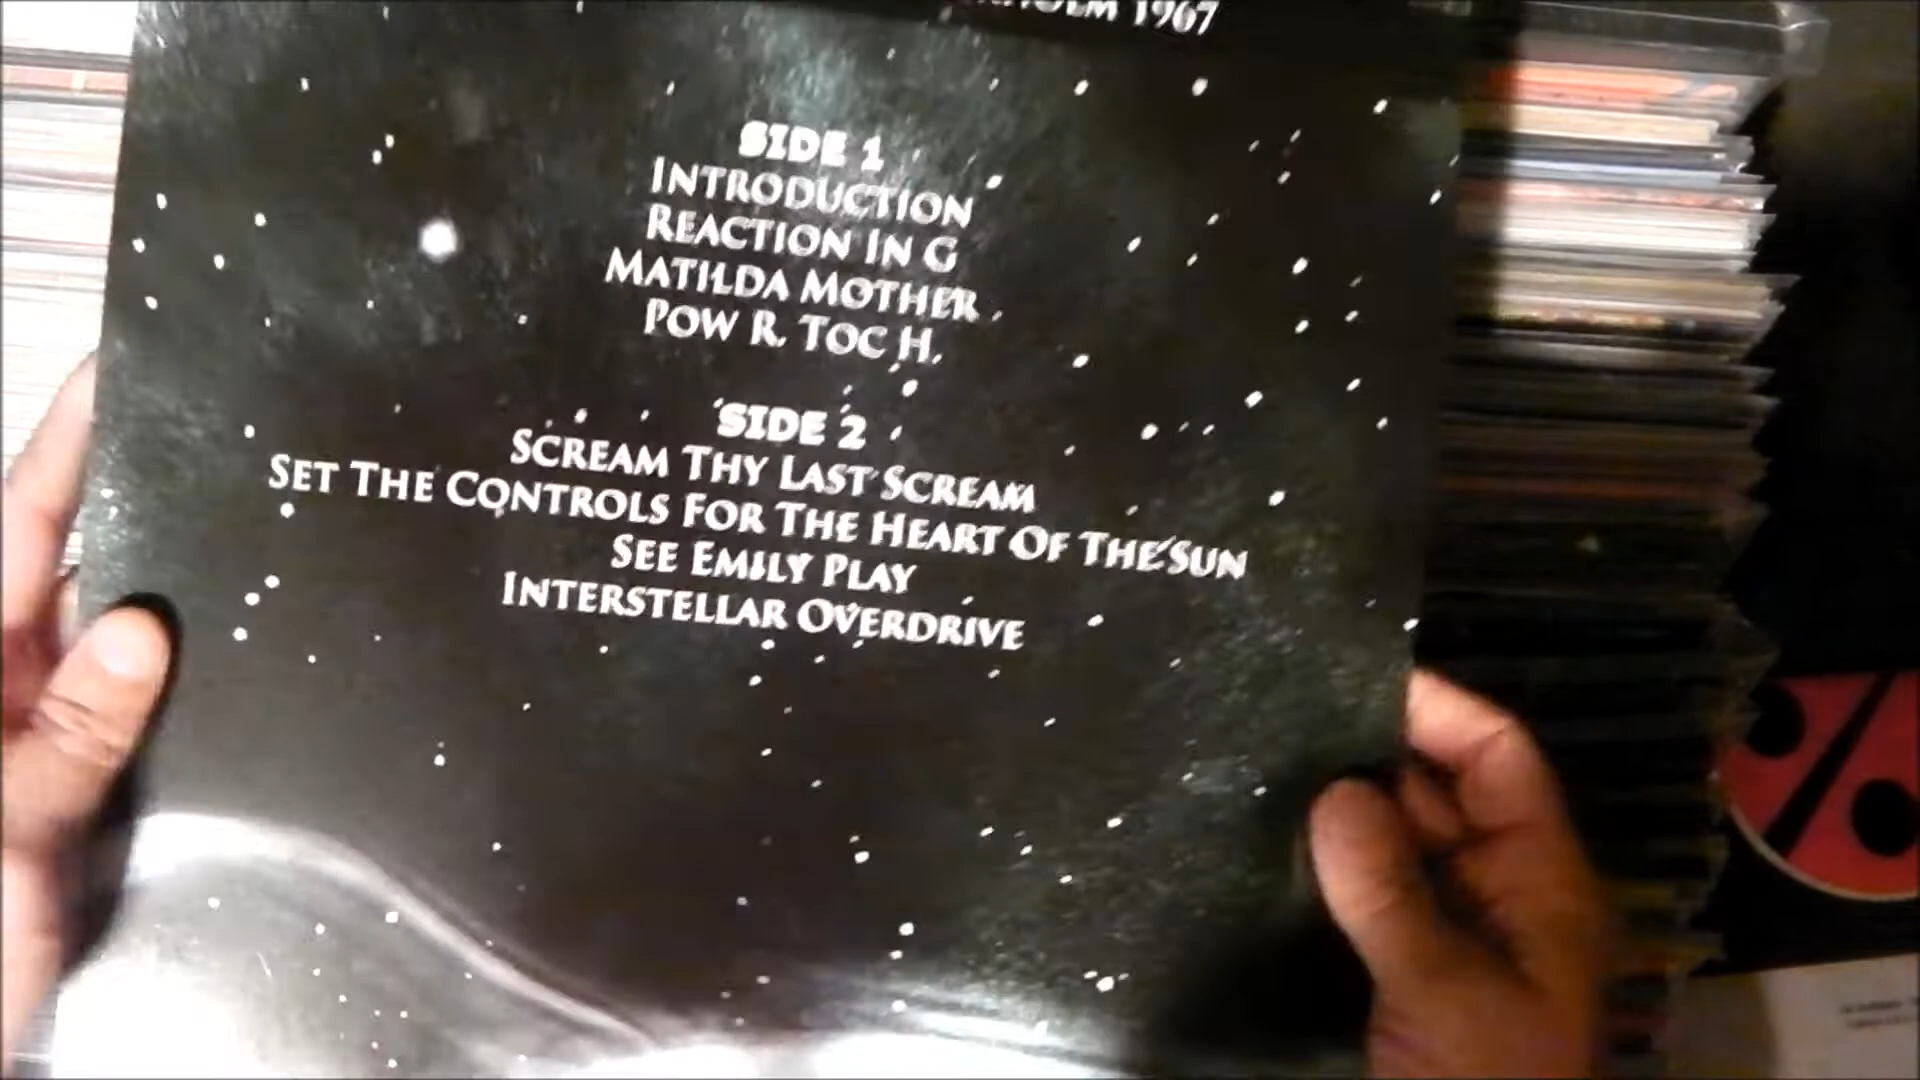 1967
SIDE 1
INTRODUCTION
REACTION IN G
MATILDA MOTHER
POW R. TOC H.
SIDE 2
SCREAM THY LAST SCREAM
SET THE CONTROLS FOR THE HEART OF THE SUN
SEE EMILY PLAY
INTERSTELLAR OVERDRIVE